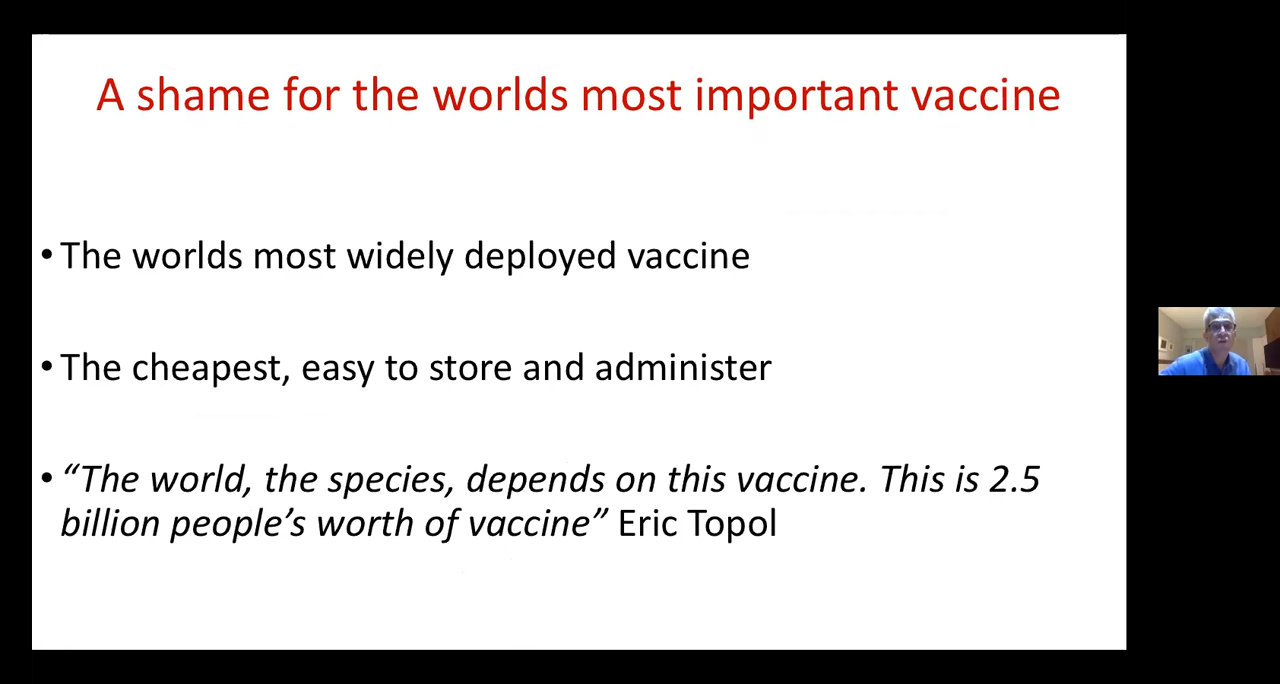 A shame for the worlds most important vaccine
• The worlds most widely deployed vaccine
• The cheapest, easy to store and administer
• “The world, the species, depends on this vaccine. This is 2.5
billion people’s worth of vaccine” Eric Topol